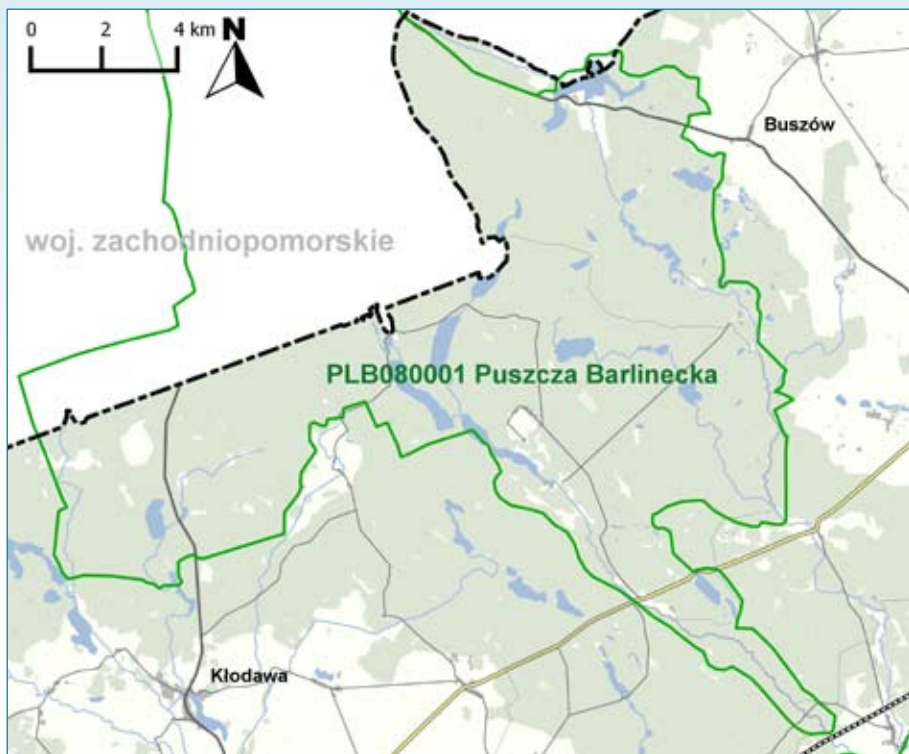 0 2 4 km
N
Buszów
woj. zachodniopomorskie
PLB080001 Puszcza Barlinecka
Kłodawa